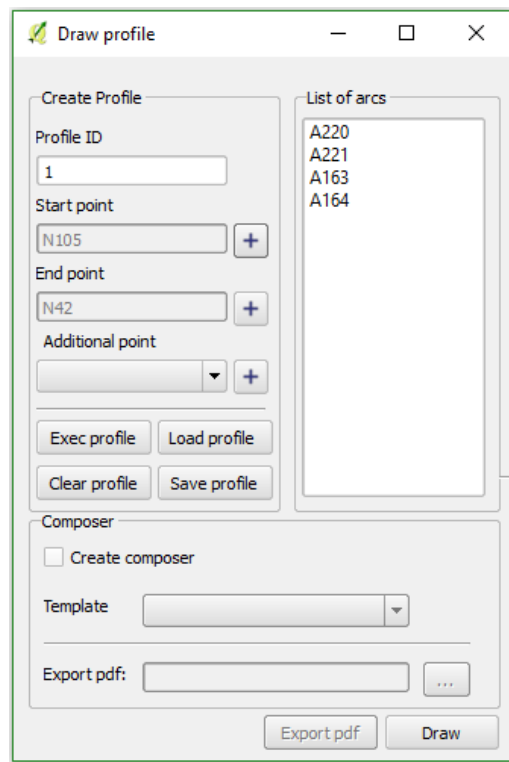 Draw profile
Create Profile
Profile ID
1
Start point
N105
+
End point
N42
+
Additional point
+
Exec profile
Load profile
Clear profile
Save profile
List of arcs
A220
A221
A163
A164
Composer
Create composer
Template
Export pdf:
...
Export pdf
Draw